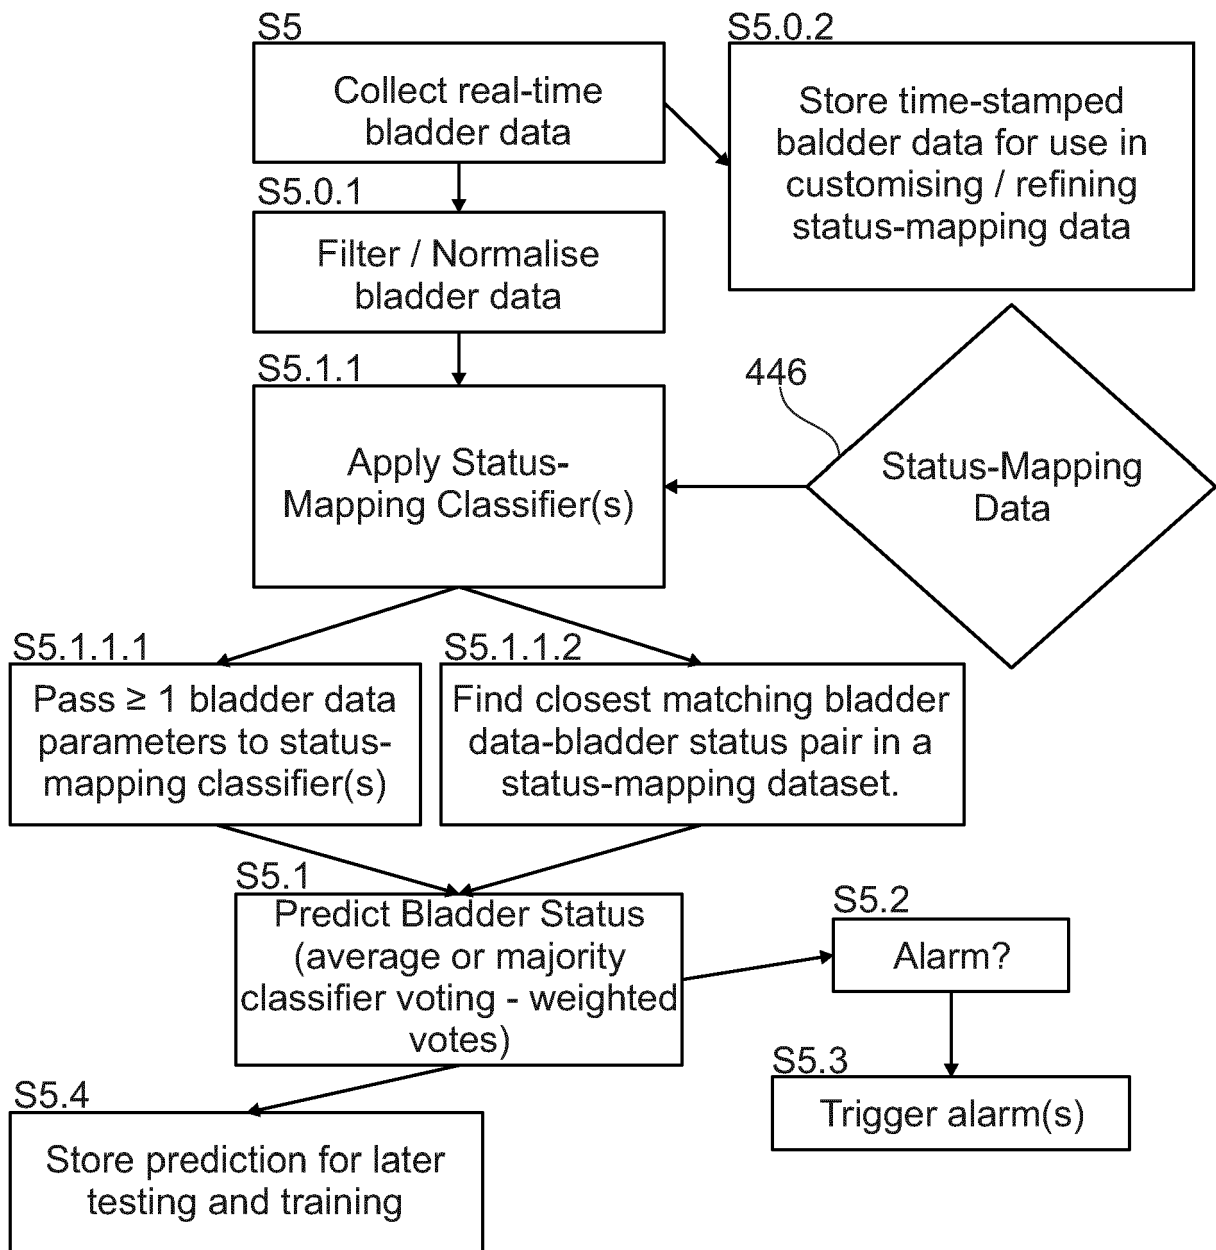 S5
Collect real-time
bladder data
S5.0.2
Store time-stamped
baldder data for use in
customising / refining
status-mapping data
S5.0.1
Filter / Normalise
bladder data
S5.1.1
Apply Status-
Mapping Classifier(s)
446
Status-Mapping
Data
S5.1.1.1
Pass ≥ 1 bladder data
parameters to status-
mapping classifier(s)
S5.1.1.2
Find closest matching bladder
data-bladder status pair in a
status-mapping dataset.
S5.1
Predict Bladder Status
(average or majority
classifier voting - weighted
votes)
S5.2
Alarm?
S5.3
Trigger alarm(s)
S5.4
Store prediction for later
testing and training